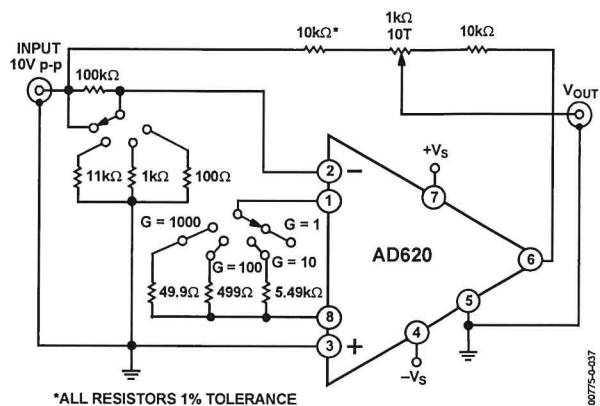 10kΩ*
1kΩ
10T
10kΩ
INPUT
10V p-p
100kΩ
VOUT
11kΩ
1kΩ
100Ω
+VS
2
–
7
1
G = 1000
G = 1
AD620
6
G = 100
G = 10
49.9Ω
499Ω
5.49kΩ
5
8
4
3
+
–VS
*ALL RESISTORS 1% TOLERANCE
00775-0-037